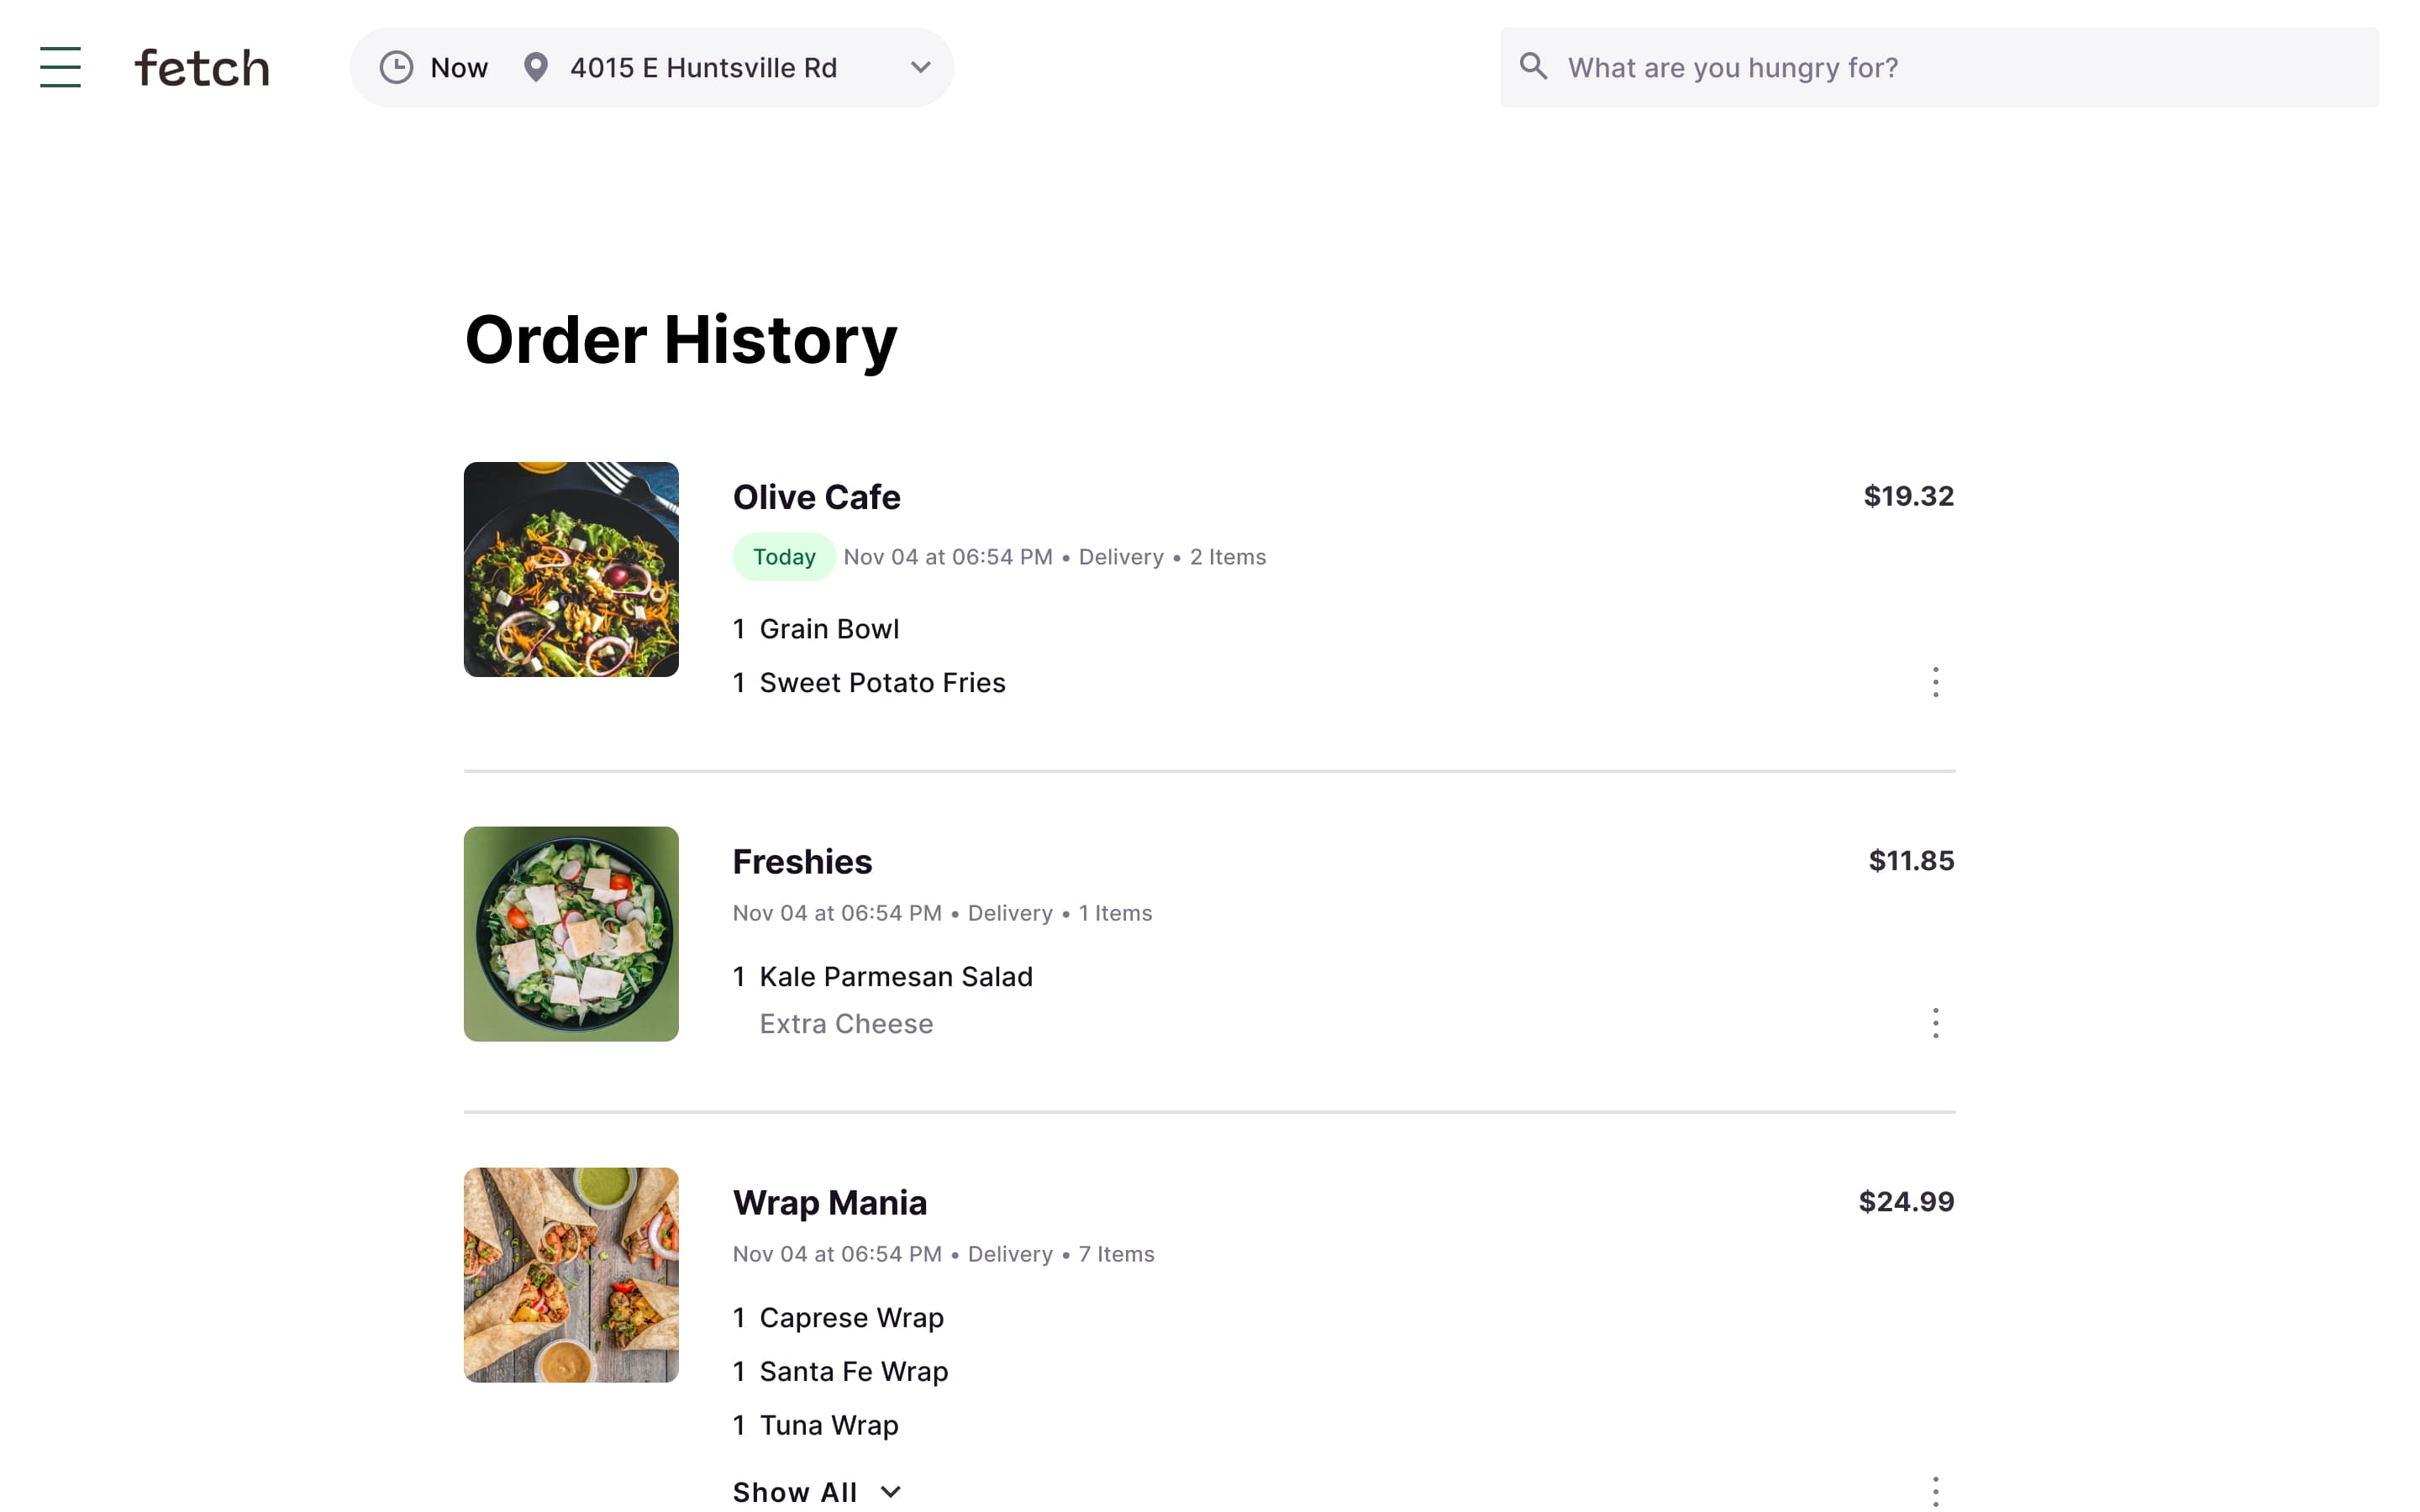 fetch
Now 4015 E Huntsville Rd
What are you hungry for?
Order History
Olive Cafe
$19.32
Today Nov 04 at 06:54 PM • Delivery • 2 Items
1 Grain Bowl
1 Sweet Potato Fries
Freshies
$11.85
Nov 04 at 06:54 PM • Delivery • 1 Items
1 Kale Parmesan Salad
Extra Cheese
Wrap Mania
$24.99
Nov 04 at 06:54 PM • Delivery • 7 Items
1 Caprese Wrap
1 Santa Fe Wrap
1 Tuna Wrap
Show All